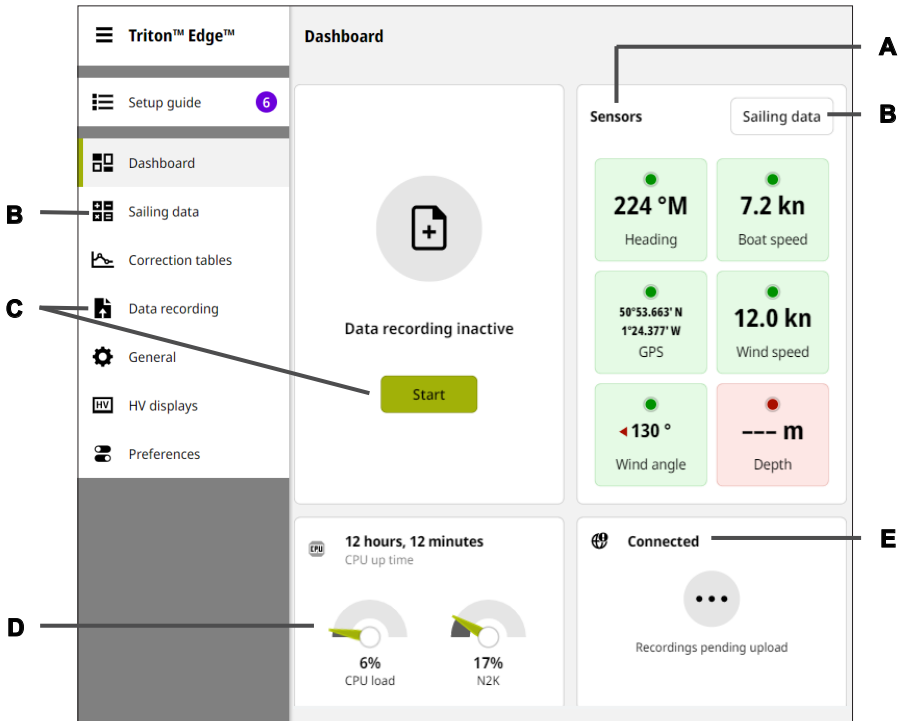 Triton™ Edge™
Dashboard
A
Setup guide
6
Sensors
Sailing data
B
Dashboard
B
Sailing data
224 °M
Heading
7.2 kn
Boat speed
Correction tables
C
Data recording
Data recording inactive
50°53.663' N
1°24.377' W
GPS
12.0 kn
Wind speed
General
Start
HV
HV displays
130 °
Wind angle
--- m
Depth
Preferences
CPU
12 hours, 12 minutes
CPU up time
Connected
E
D
6%
CPU load
17%
N2K
Recordings pending upload